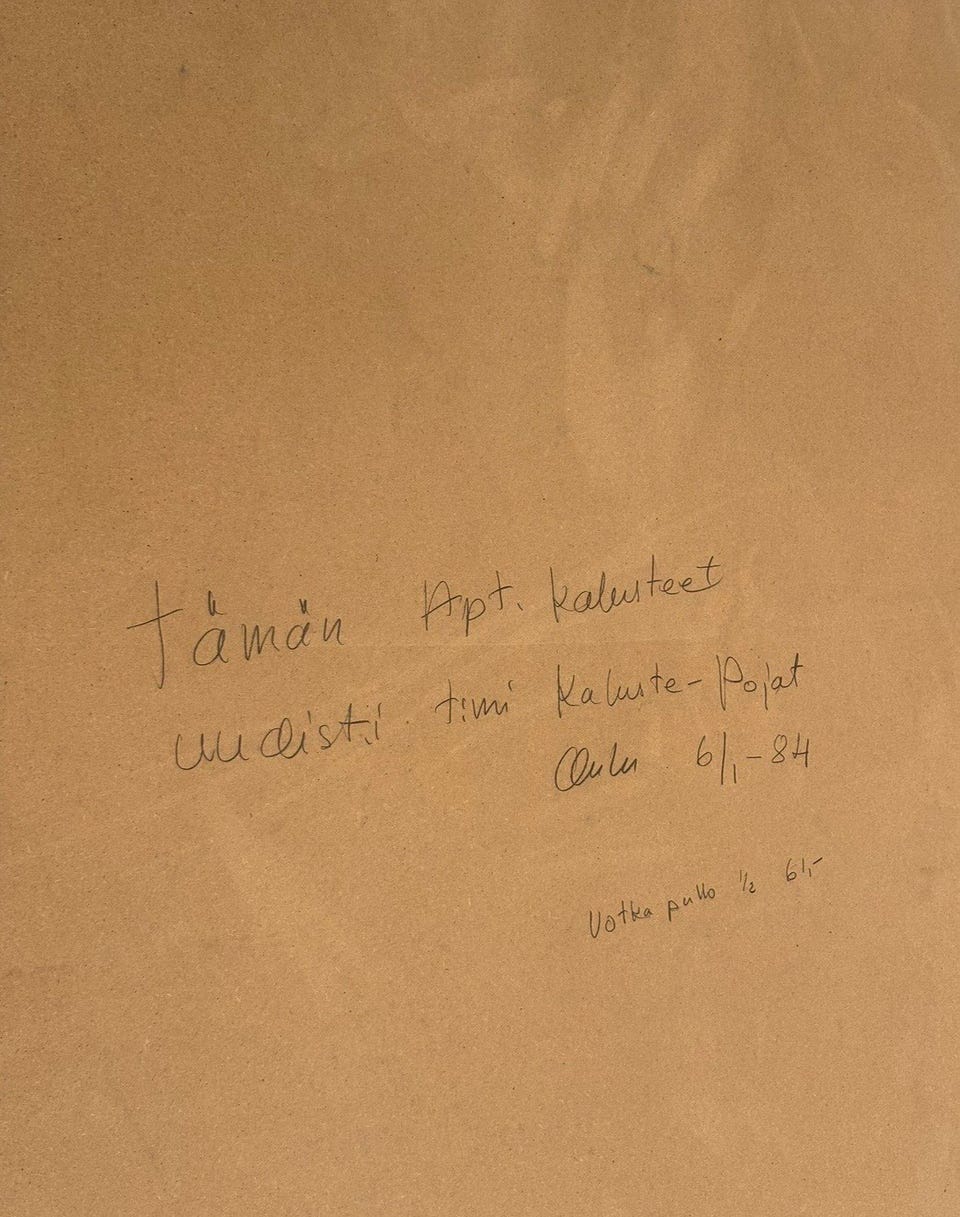 Tämän Apt. kalusteet
uudisti timi Kaluste-Pojat
Oulu 6/1-84
Votka pullo 1/2 61,-